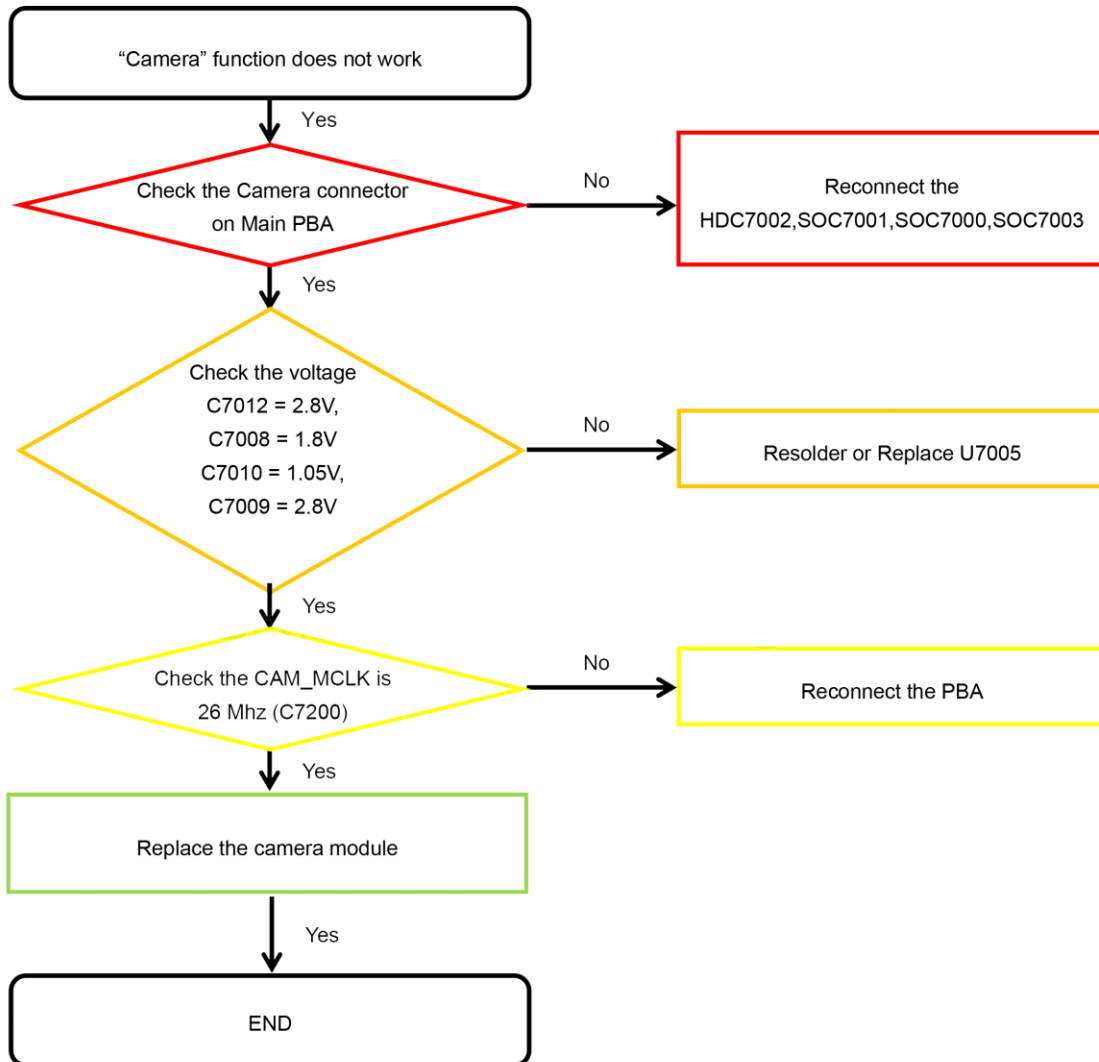 “Camera” function does not work
Yes
Check the Camera connector
on Main PBA
No
Reconnect the
HDC7002,SOC7001,SOC7000,SOC7003
Yes
Check the voltage
C7012 = 2.8V,
C7008 = 1.8V
C7010 = 1.05V,
C7009 = 2.8V
No
Resolder or Replace U7005
Yes
Check the CAM_MCLK is
26 Mhz (C7200)
No
Reconnect the PBA
Yes
Replace the camera module
Yes
END